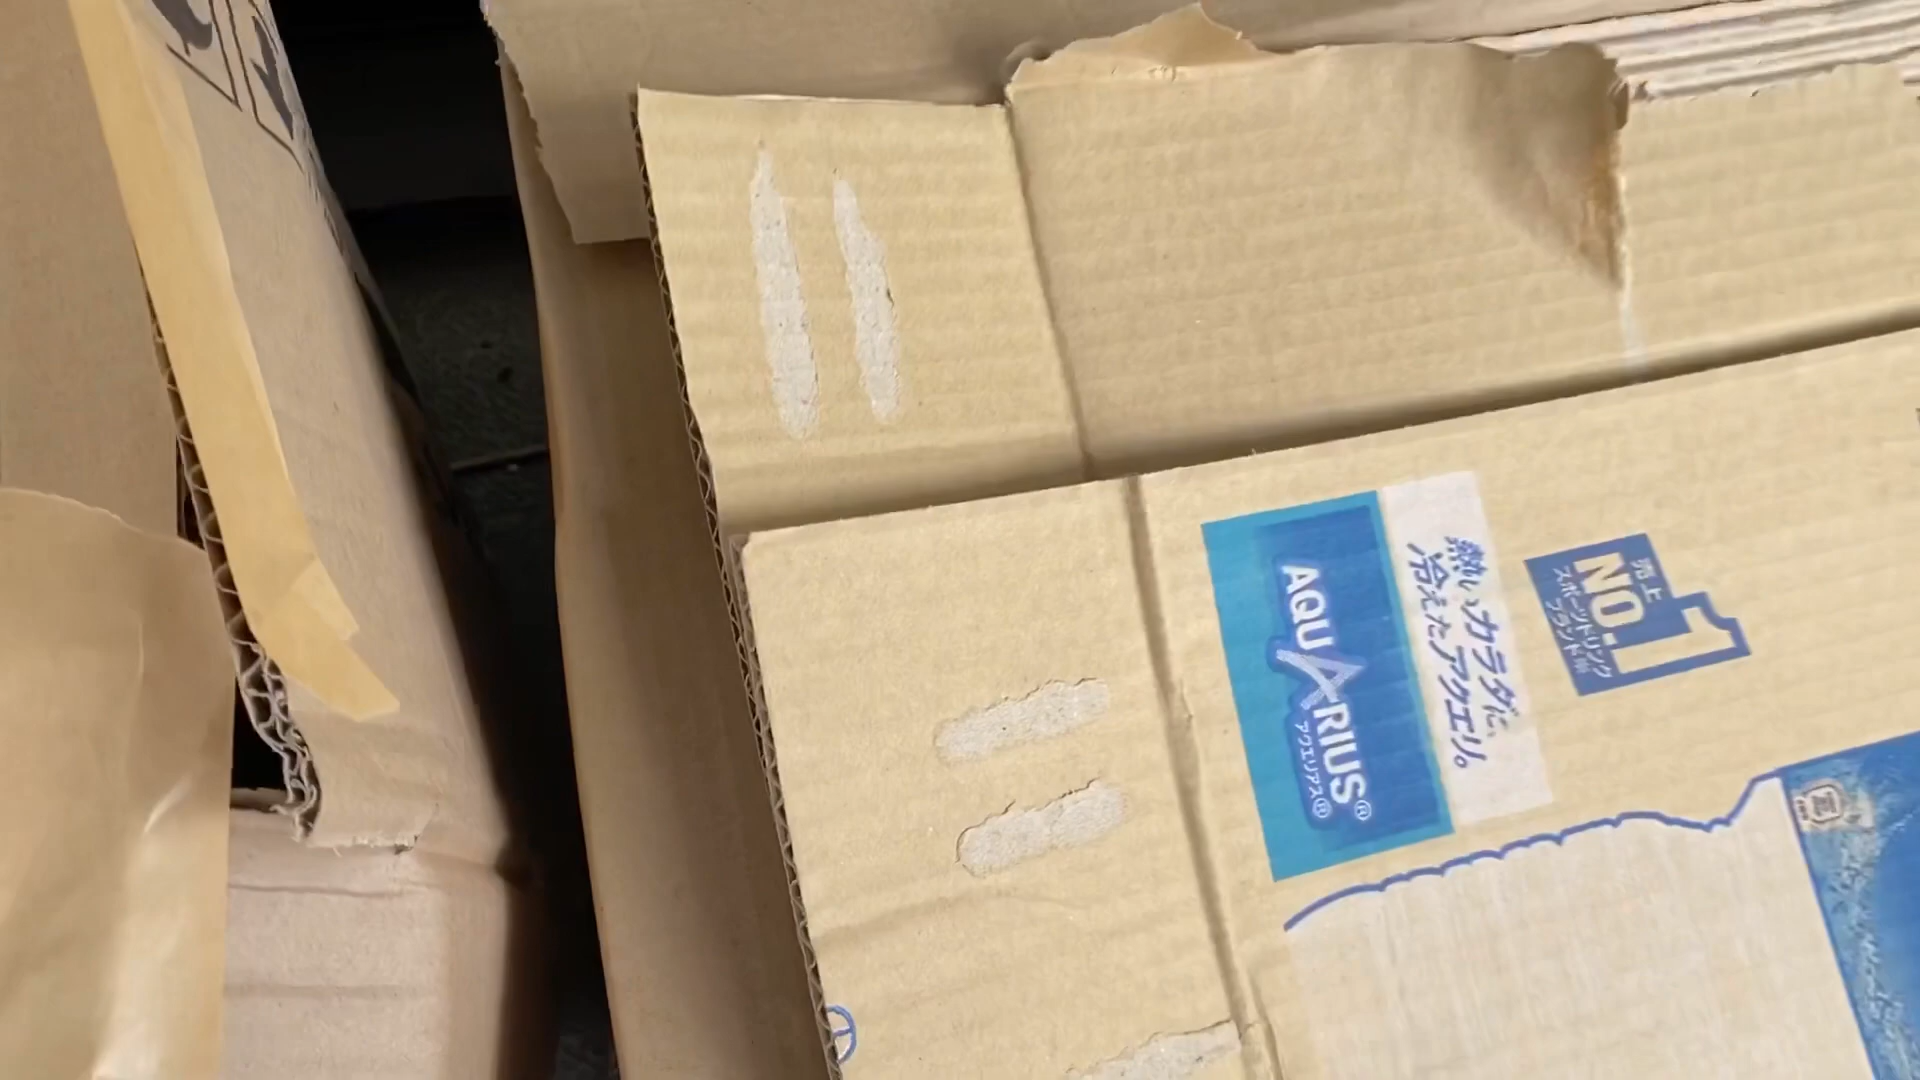 AQUARIUS®
アクエリアス®
熱いカラダに、
冷えたアクエリ。
売上
NO.1
スポーツドリンク
ブランド